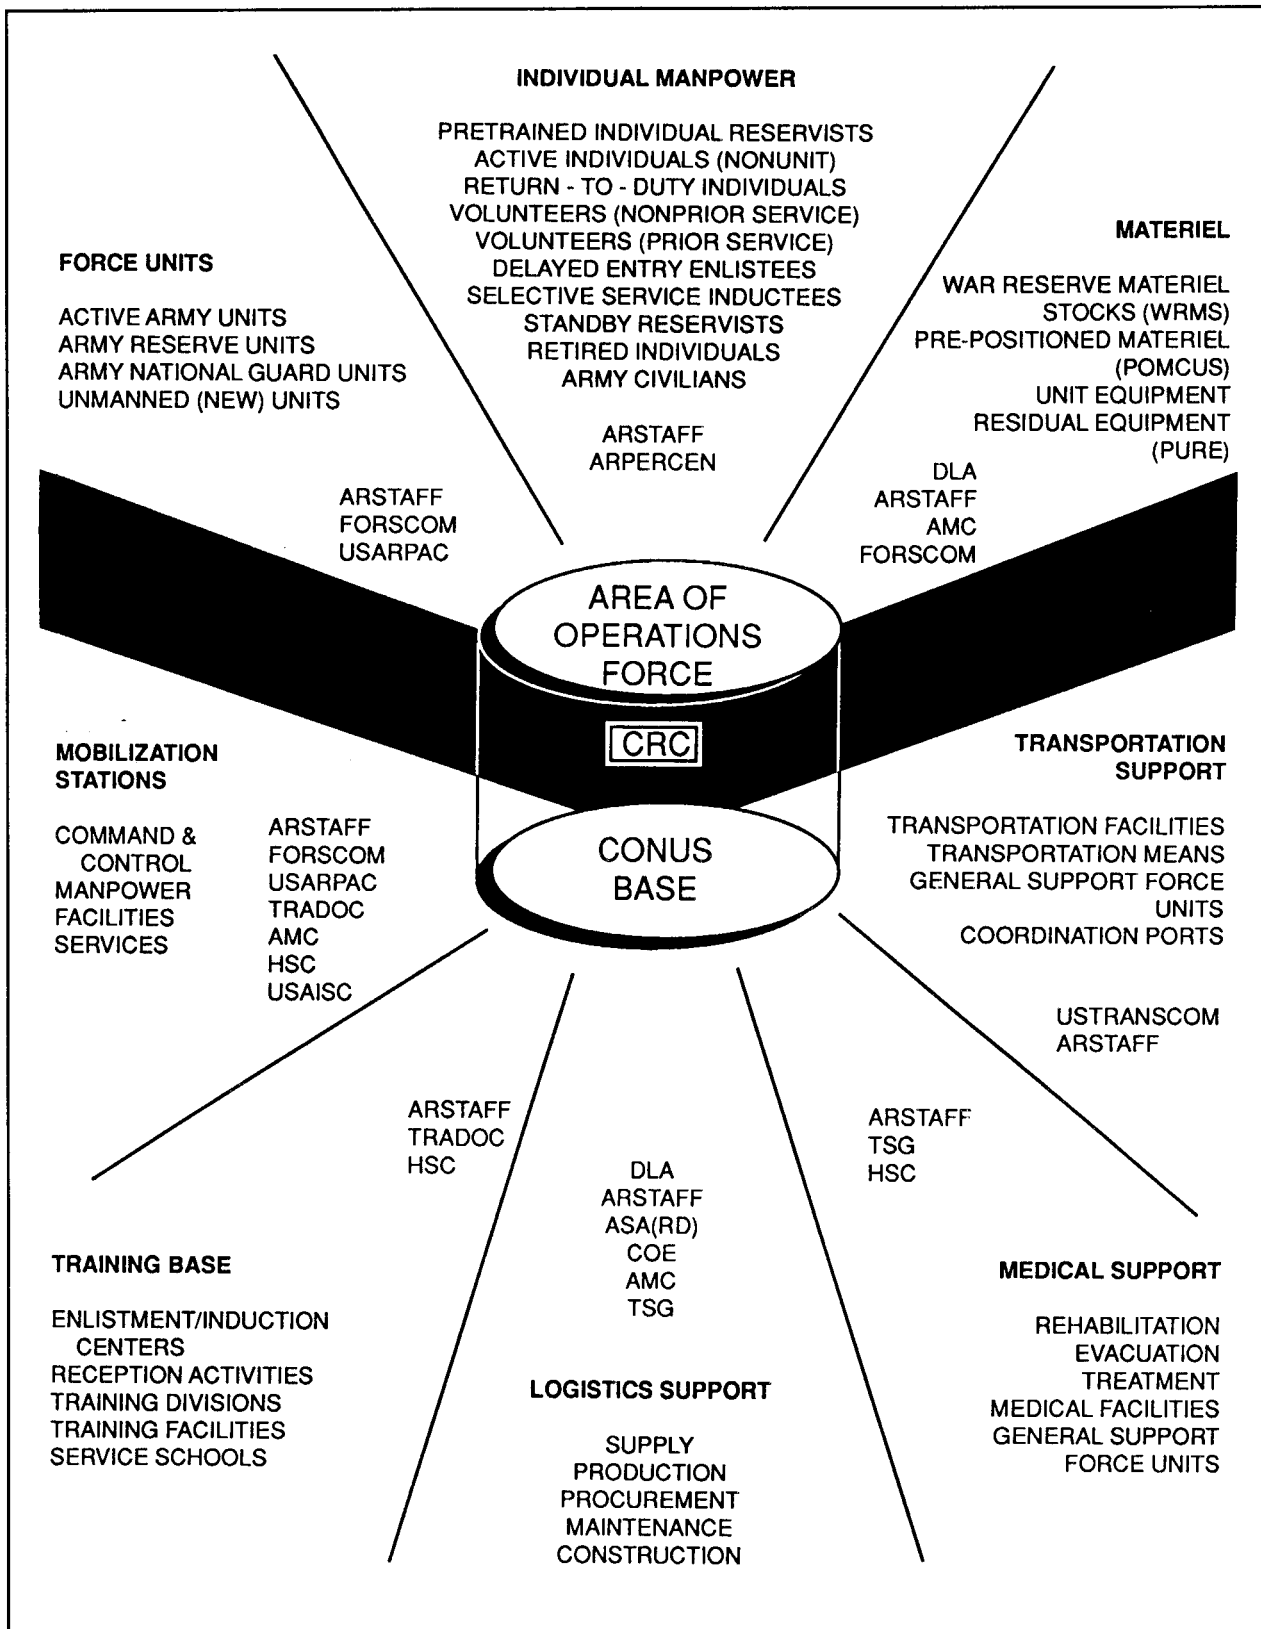 INDIVIDUAL MANPOWER
PRETRAINED INDIVIDUAL RESERVISTS
ACTIVE INDIVIDUALS (NONUNIT)
RETURN - TO - DUTY INDIVIDUALS
VOLUNTEERS (NONPRIOR SERVICE)
VOLUNTEERS (PRIOR SERVICE)
DELAYED ENTRY ENLISTEES
SELECTIVE SERVICE INDUCTEES
STANDBY RESERVISTS
RETIRED INDIVIDUALS
ARMY CIVILIANS
ARSTAFF
ARPERCEN
FORCE UNITS
ACTIVE ARMY UNITS
ARMY RESERVE UNITS
ARMY NATIONAL GUARD UNITS
UNMANNED (NEW) UNITS
ARSTAFF
FORSCOM
USARPAC
MATERIEL
WAR RESERVE MATERIEL
STOCKS (WRMS)
PRE-POSITIONED MATERIEL
(POMCUS)
UNIT EQUIPMENT
RESIDUAL EQUIPMENT
(PURE)
DLA
ARSTAFF
AMC
FORSCOM
AREA OF
OPERATIONS
FORCE
CRC
CONUS
BASE
MOBILIZATION
STATIONS
COMMAND &
CONTROL
MANPOWER
FACILITIES
SERVICES
ARSTAFF
FORSCOM
USARPAC
TRADOC
AMC
HSC
USAISC
TRANSPORTATION
SUPPORT
TRANSPORTATION FACILITIES
TRANSPORTATION MEANS
GENERAL SUPPORT FORCE
UNITS
COORDINATION PORTS
USTRANSCOM
ARSTAFF
ARSTAFF
TRADOC
HSC
TRAINING BASE
ENLISTMENT/INDUCTION
CENTERS
RECEPTION ACTIVITIES
TRAINING DIVISIONS
TRAINING FACILITIES
SERVICE SCHOOLS
DLA
ARSTAFF
ASA(RD)
COE
AMC
TSG
LOGISTICS SUPPORT
SUPPLY
PRODUCTION
PROCUREMENT
MAINTENANCE
CONSTRUCTION
ARSTAFF
TSG
HSC
MEDICAL SUPPORT
REHABILITATION
EVACUATION
TREATMENT
MEDICAL FACILITIES
GENERAL SUPPORT
FORCE UNITS